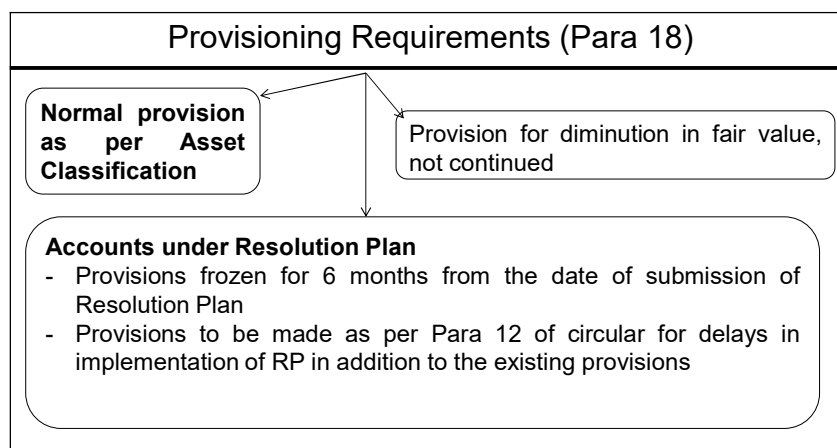 Provisioning Requirements (Para 18)
Normal provision
as per Asset
Classification
Provision for diminution in fair value,
not continued
Accounts under Resolution Plan
- Provisions frozen for 6 months from the date of submission of
Resolution Plan
- Provisions to be made as per Para 12 of circular for delays in
implementation of RP in addition to the existing provisions